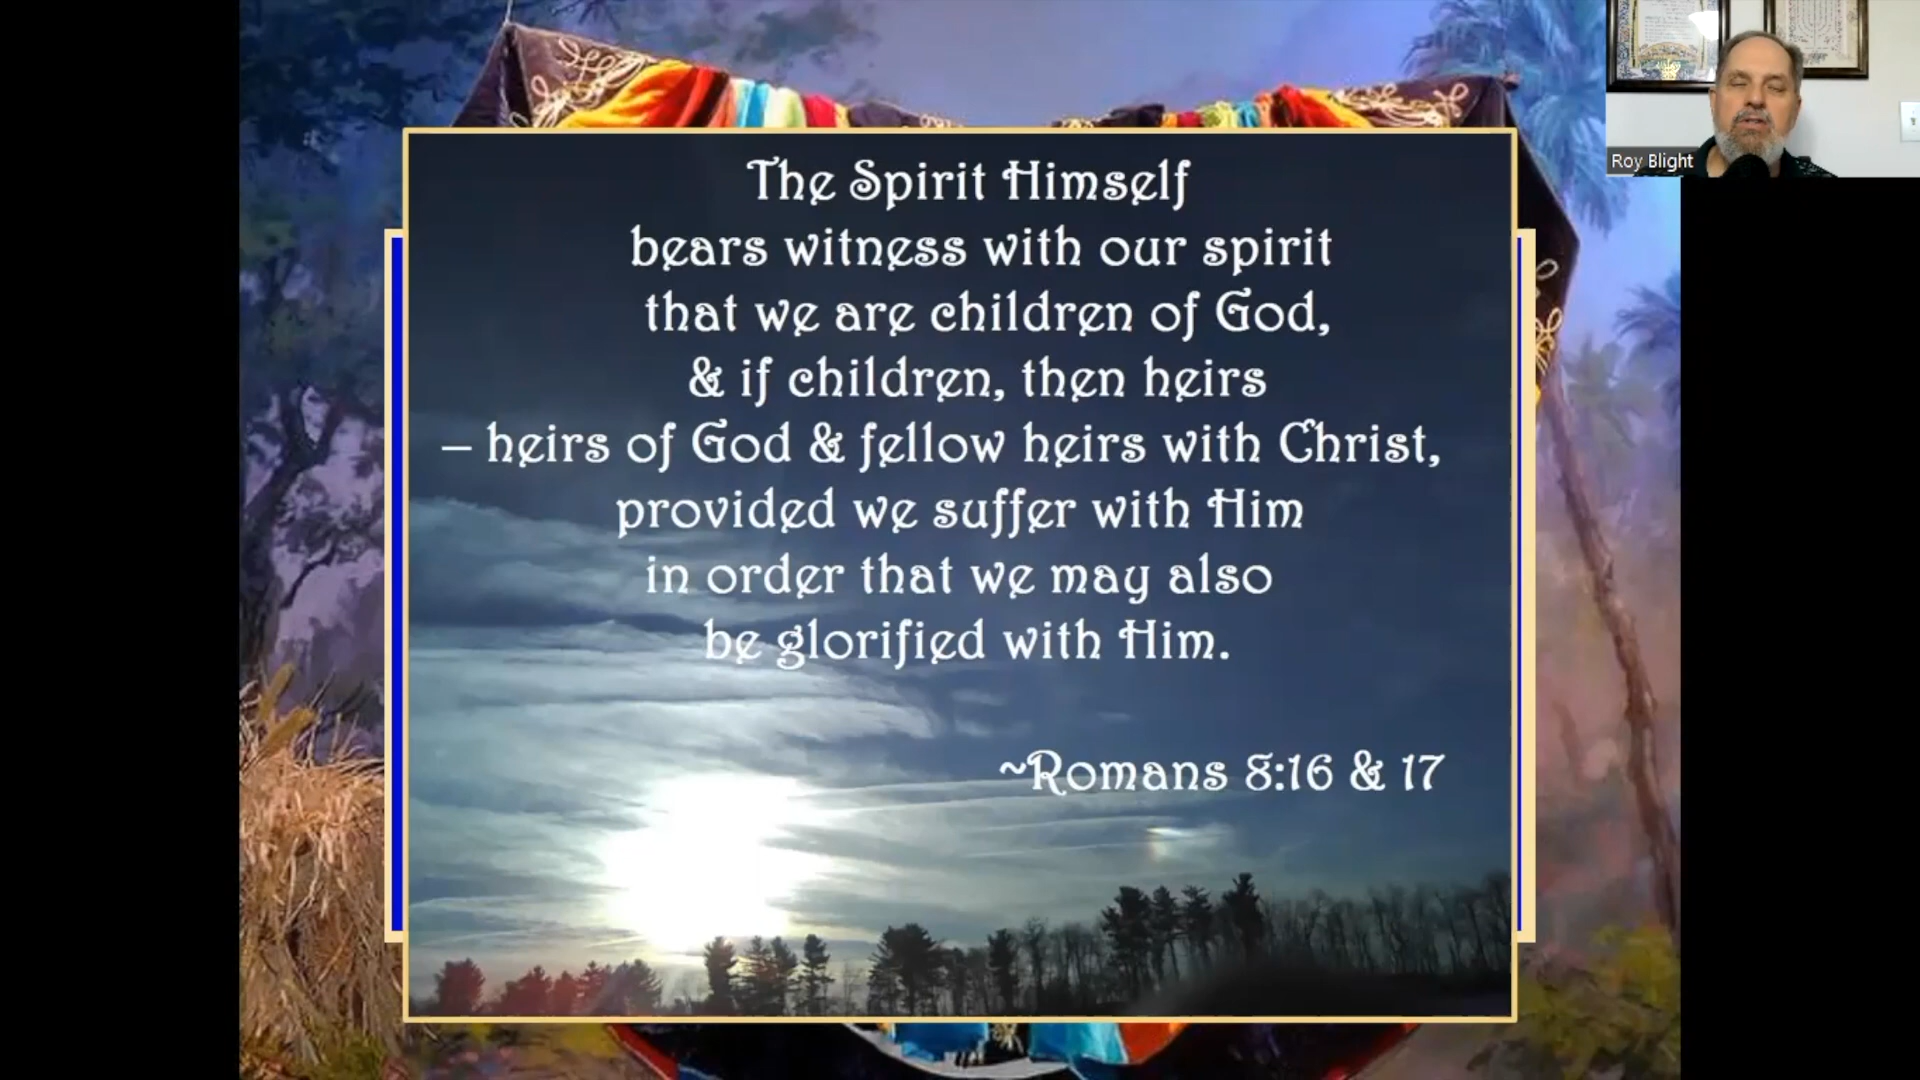 The Spirit Himself
bears witness with our spirit
that we are children of God,
& if children, then heirs
– heirs of God & fellow heirs with Christ,
provided we suffer with Him
in order that we may also
be glorified with Him.
~Romans 8:16 & 17
Roy Blight